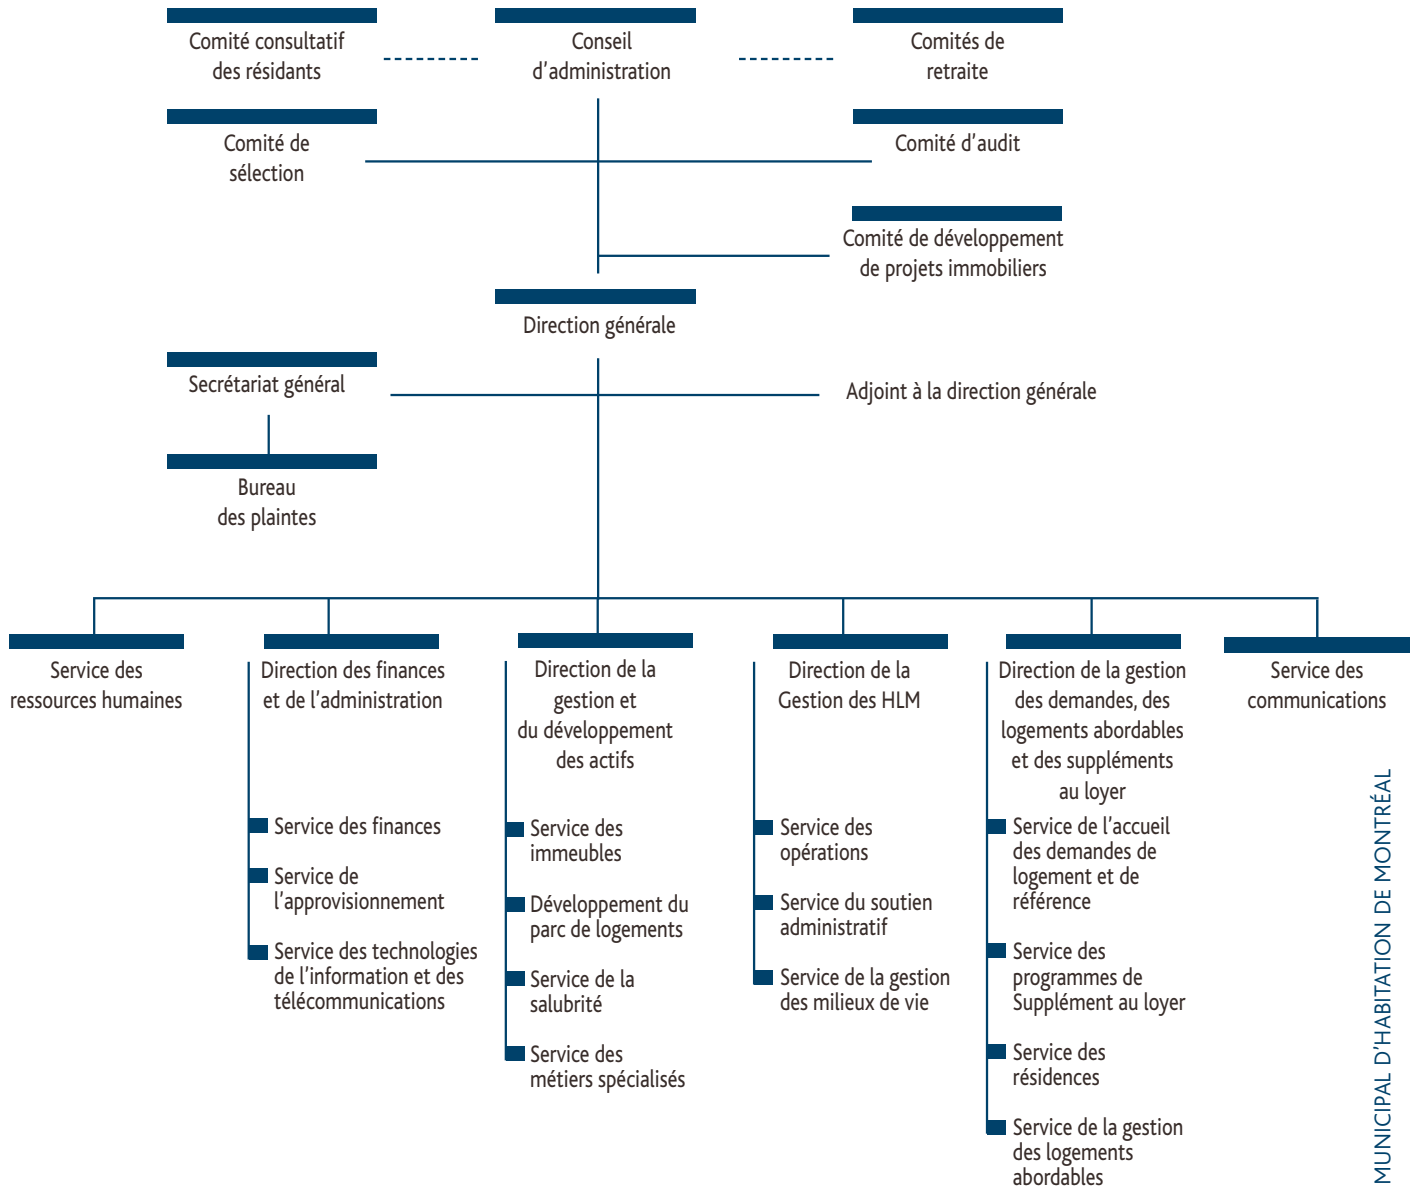 Comité consultatif
des résidants
Conseil
d'administration
Comités de
retraite
Comité de
sélection
Comité d'audit
Comité de développement
de projets immobiliers
Direction générale
Secrétariat général
Adjoint à la direction générale
Bureau
des plaintes
Service des
ressources humaines
Direction des finances
et de l'administration
Service des finances
Service de
l'approvisionnement
Service des technologies
de l'information et des
télécommunications
Direction de la
gestion et
du développement
des actifs
Service des
immeubles
Développement du
parc de logements
Service de la
salubrité
Service des
métiers spécialisés
Direction de la
Gestion des HLM
Service des
opérations
Service du soutien
administratif
Service de la gestion
des milieux de vie
Direction de la gestion
des demandes, des
logements abordables
et des suppléments
au loyer
Service de l'accueil
des demandes de
logement et de
référence
Service des
programmes de
Supplément au loyer
Service des
résidences
Service de la gestion
des logements
abordables
Service des
communications
MUNICIPAL D'HABITATION DE MONTRÉAL